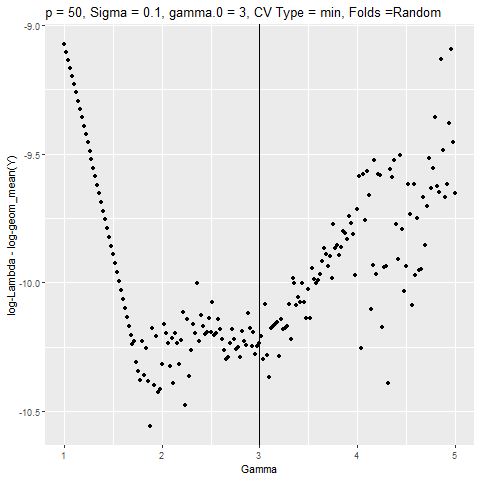 p = 50, Sigma = 0.1, gamma.0 = 3, CV Type = min, Folds =Random
-9.0
-9.5
-10.0
-10.5
log-Lambda - log-geom_mean(Y)
1 2 3 4 5
Gamma